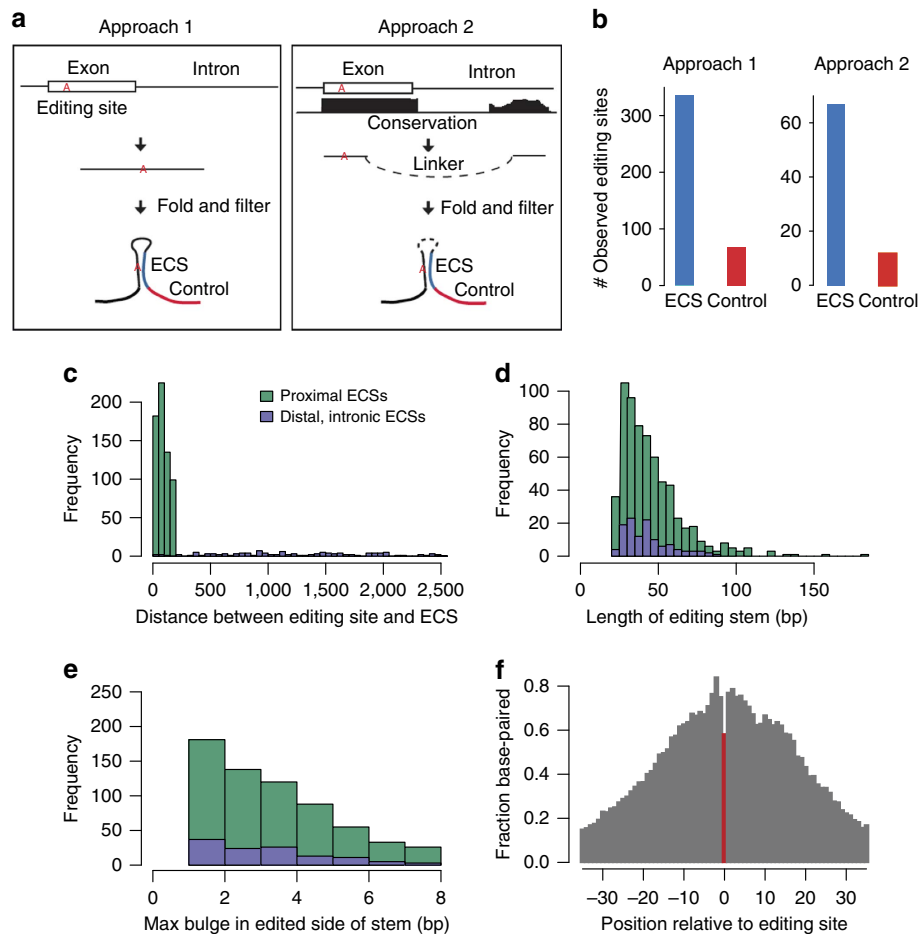 a
Approach 1
Approach 2
Exon
Intron
A
Editing site
A
Fold and filter
A
ECS
Control
Exon
Intron
A
Conservation
A
Linker
Fold and filter
A
ECS
Control
b
Approach 1
Approach 2
# Observed editing sites
300
200
100
0
ECS Control
60
40
20
0
ECS Control
c
Frequency
200
150
100
50
0
Proximal ECSs
Distal, intronic ECSs
0 500 1,000 1,500 2,000 2,500
Distance between editing site and ECS
d
Frequency
100
80
60
40
20
0
0 50 100 150
Length of editing stem (bp)
e
Frequency
250
200
150
100
50
0
0 2 4 6 8
Max bulge in edited side of stem (bp)
f
Fraction base-paired
0.8
0.6
0.4
0.2
0.0
−30 −20 −10 0 10 20 30
Position relative to editing site